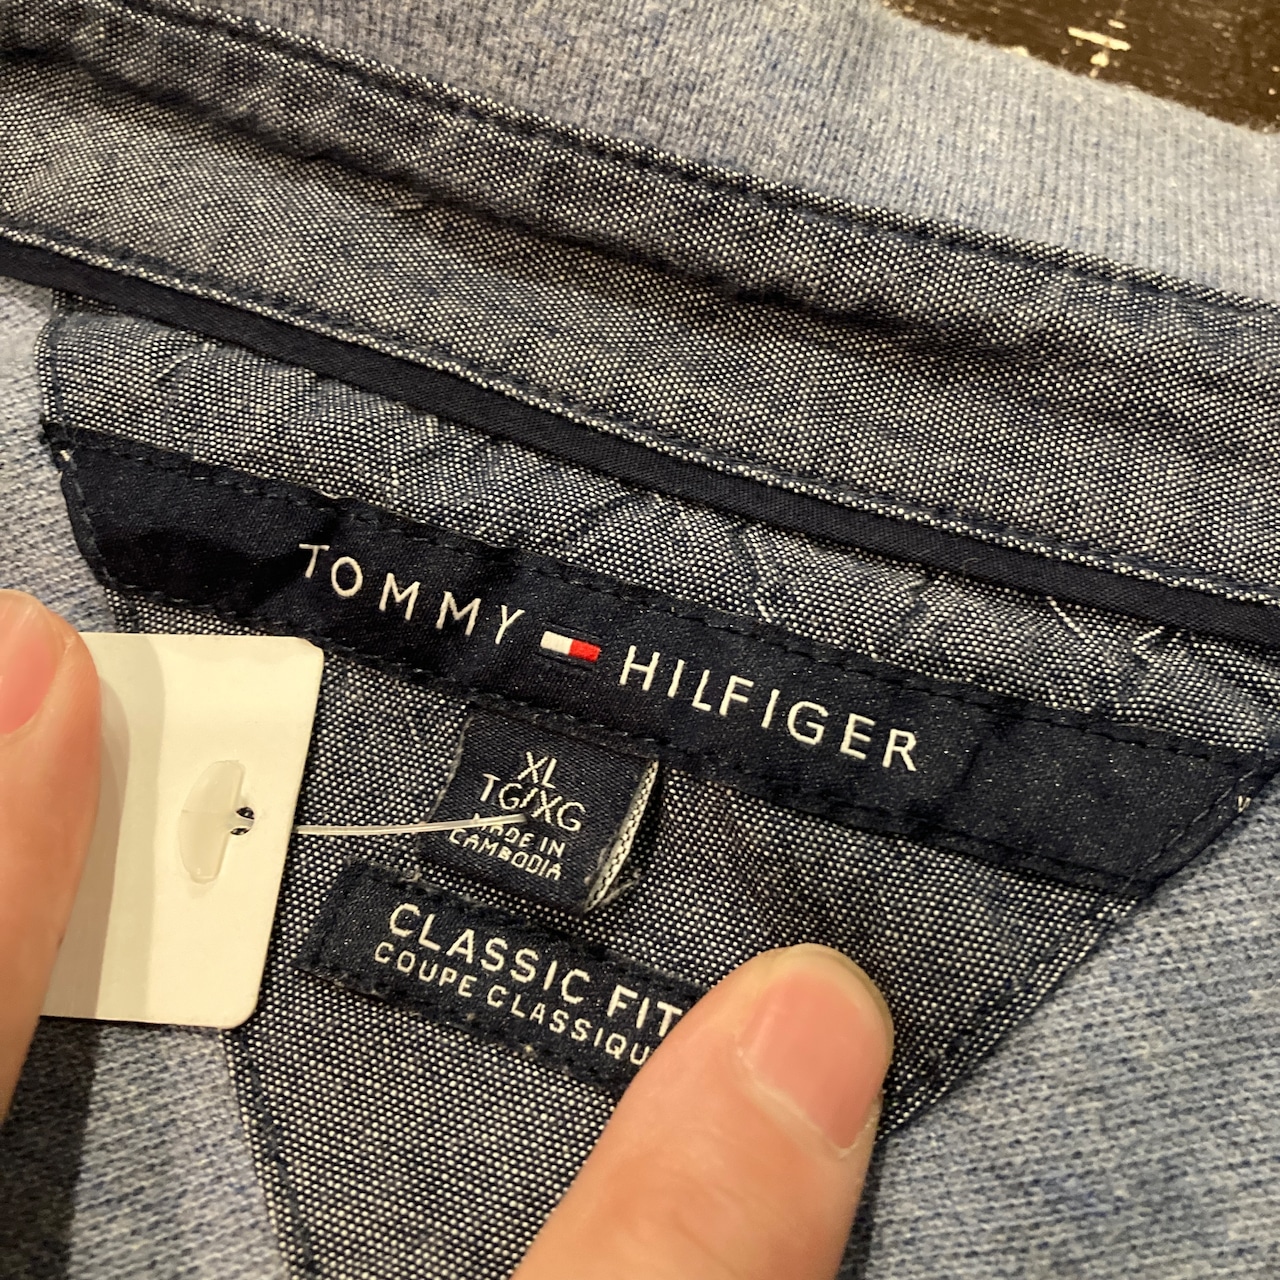 TOMMY HILFIGER
XL
TG/XG
MADE IN
CAMBODIA
CLASSIC FIT
COUPE CLASSIQU